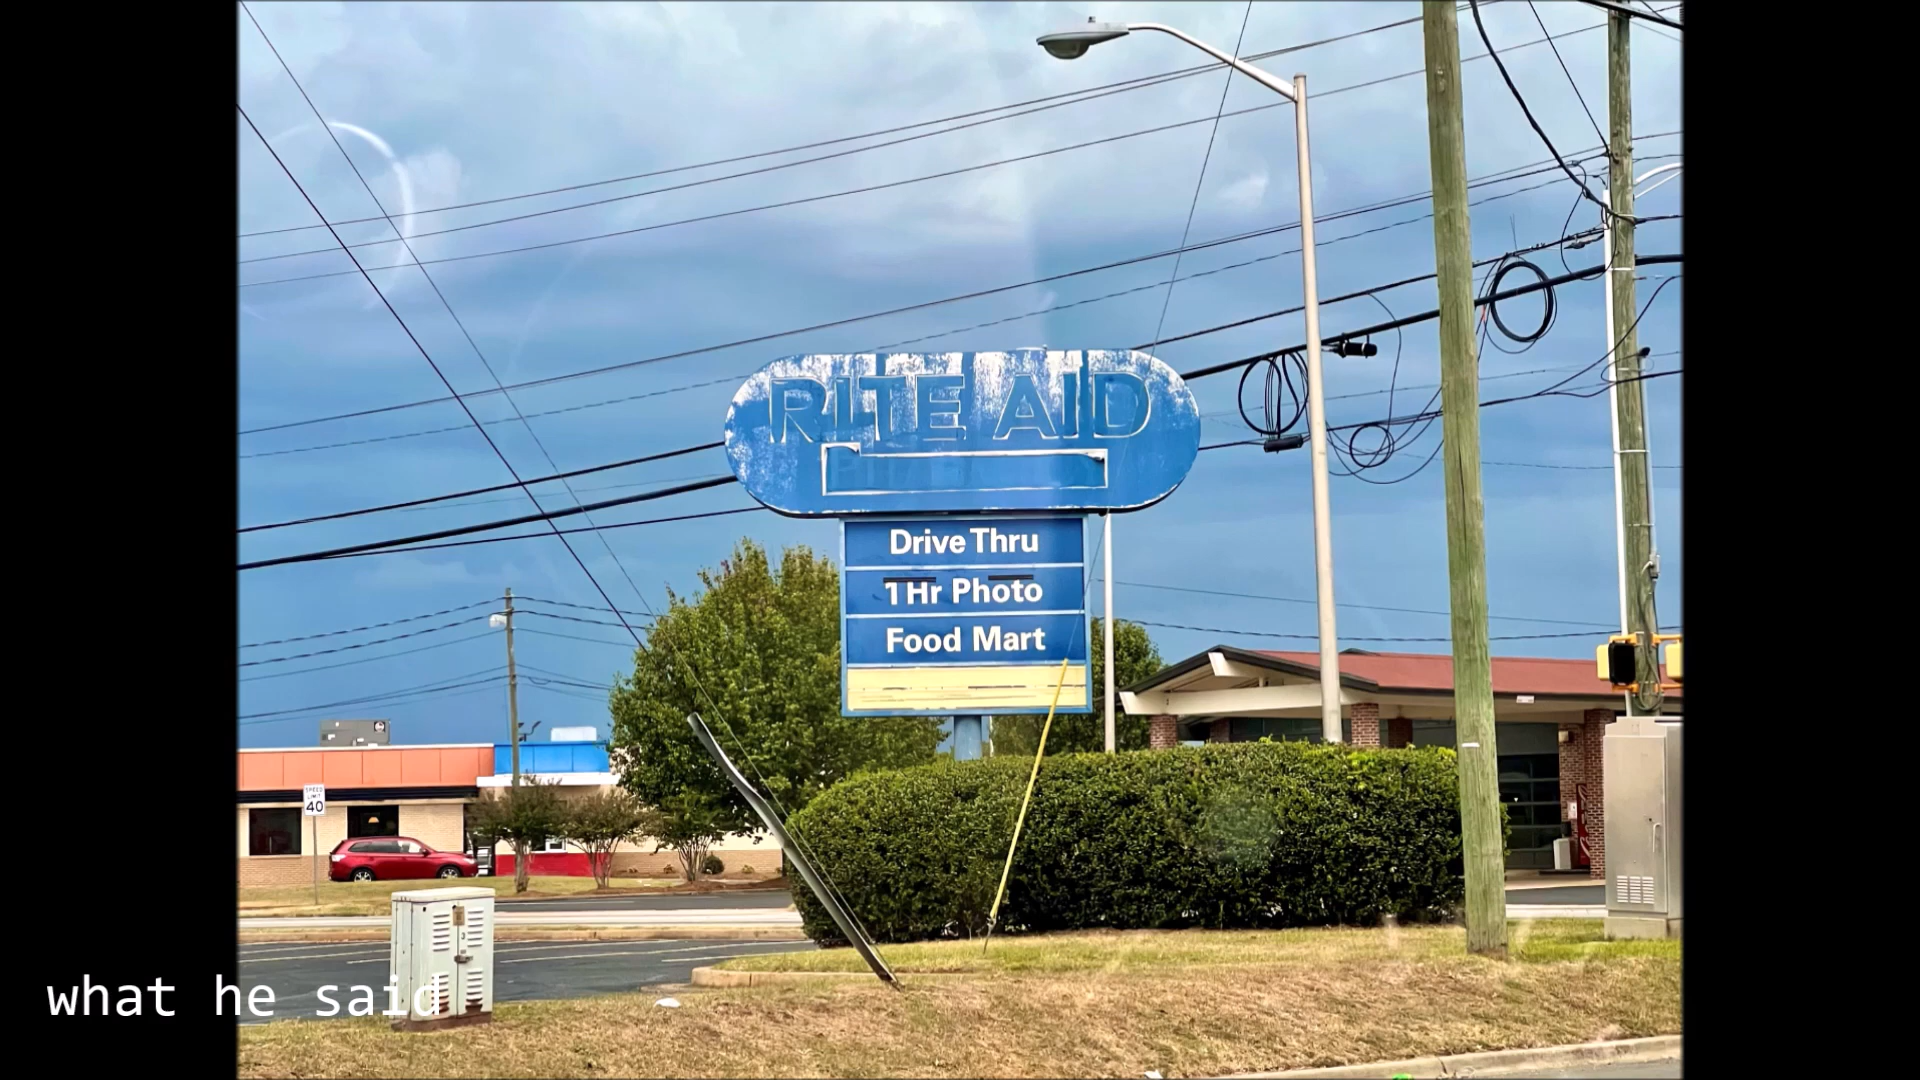 RITE AID
Drive Thru
1 Hr Photo
Food Mart
SPEED
LIMIT
40
what he said